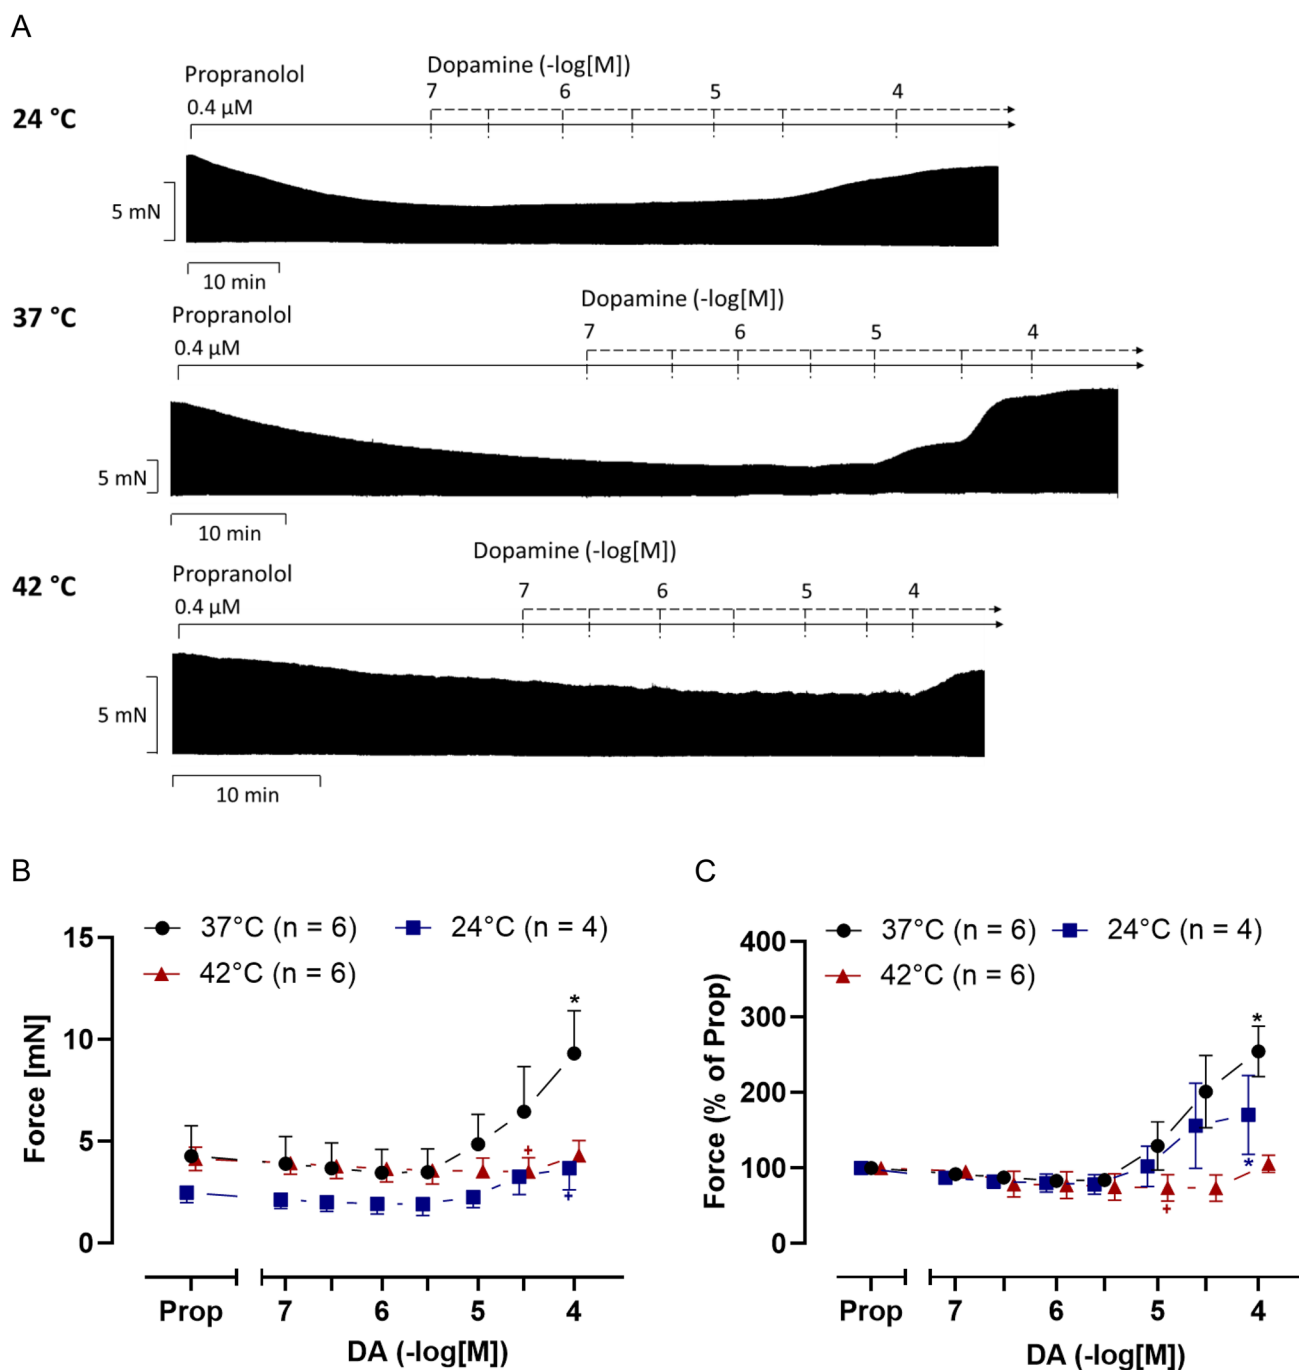 A
24 °C
Propranolol
0.4 µM
Dopamine (-log[M])
7 6 5 4
5 mN
10 min
37 °C
Propranolol
0.4 µM
Dopamine (-log[M])
7 6 5 4
5 mN
10 min
42 °C
Propranolol
0.4 µM
Dopamine (-log[M])
7 6 5 4
5 mN
10 min
B
37°C (n = 6) 24°C (n = 4)
42°C (n = 6)
Force [mN]
15
10
5
0
*
+
+
Prop 7 6 5 4
DA (-log[M])
C
37°C (n = 6) 24°C (n = 4)
42°C (n = 6)
Force (% of Prop)
400
300
200
100
0
*
*
+
Prop 7 6 5 4
DA (-log[M])